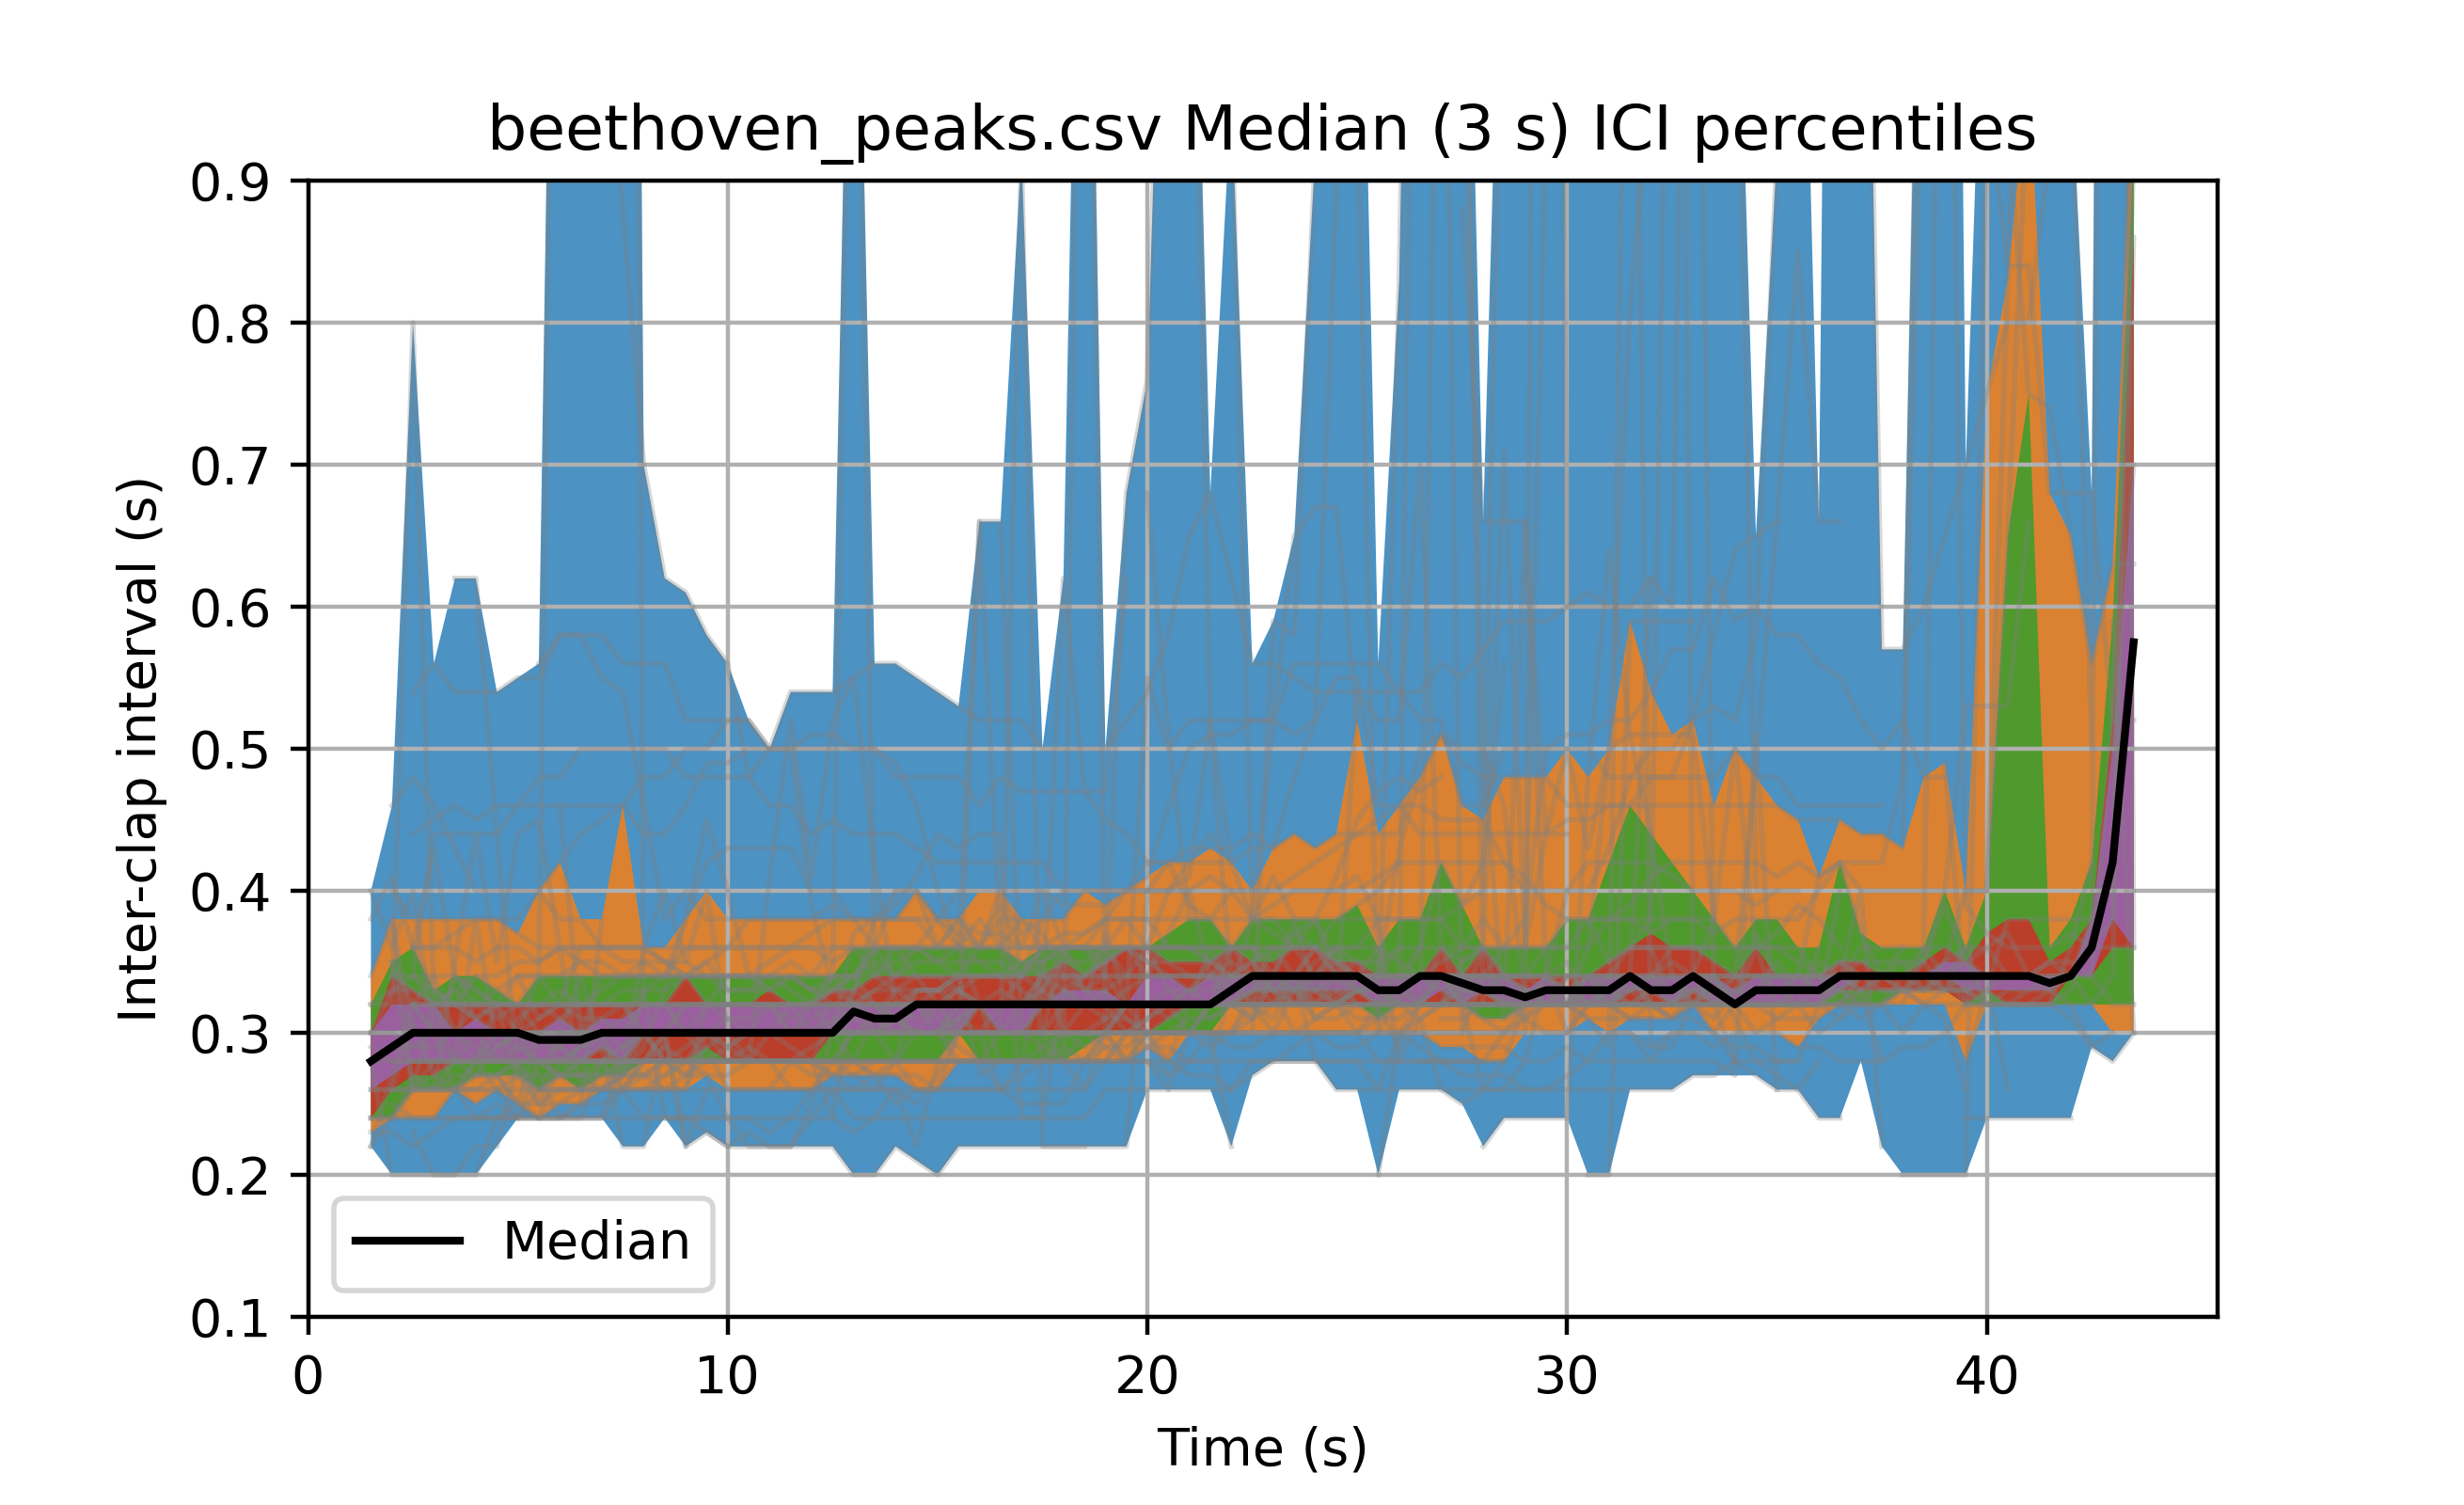 beethoven_peaks.csv Median (3 s) ICI percentiles
0.9
0.8
0.7
0.6
0.5
0.4
0.3
0.2
0.1
Inter-clap interval (s)
Median
0 10 20 30 40
Time (s)